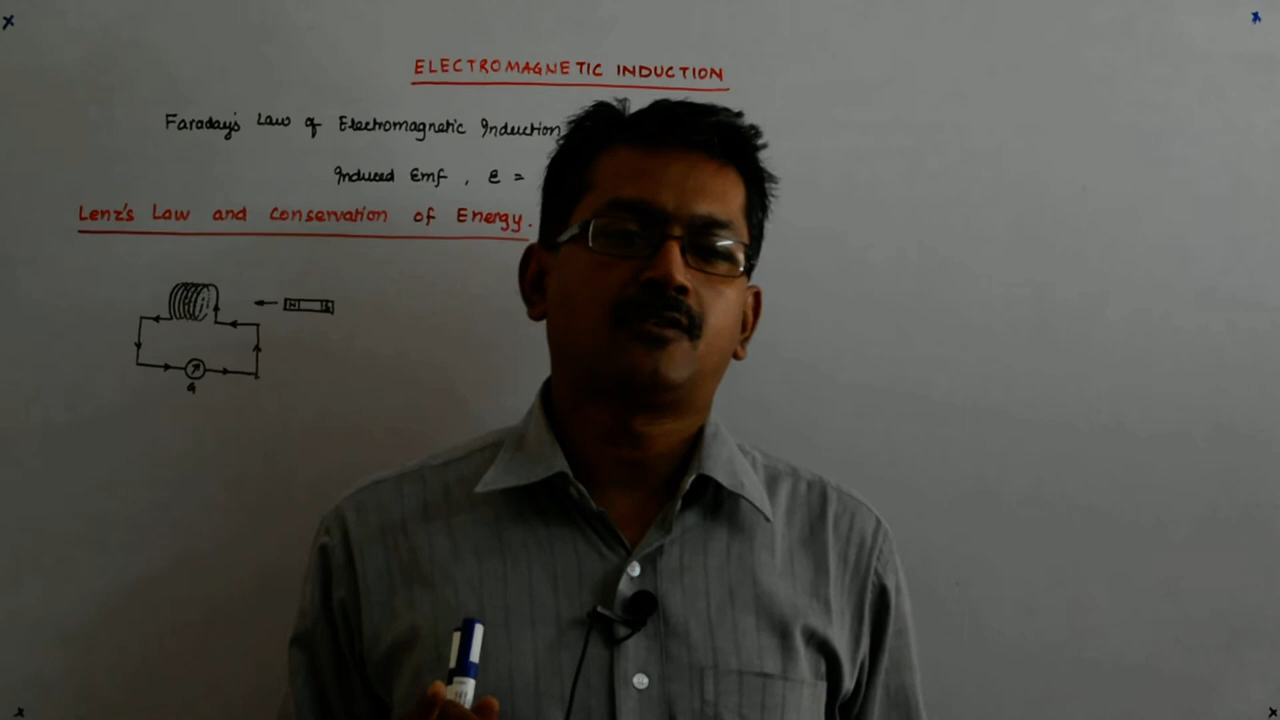 ELECTROMAGNETIC INDUCTION
Faraday's Law of Electromagnetic Induction
Induced Emf , e =
Lenz's Law and Conservation of Energy.
N S
G